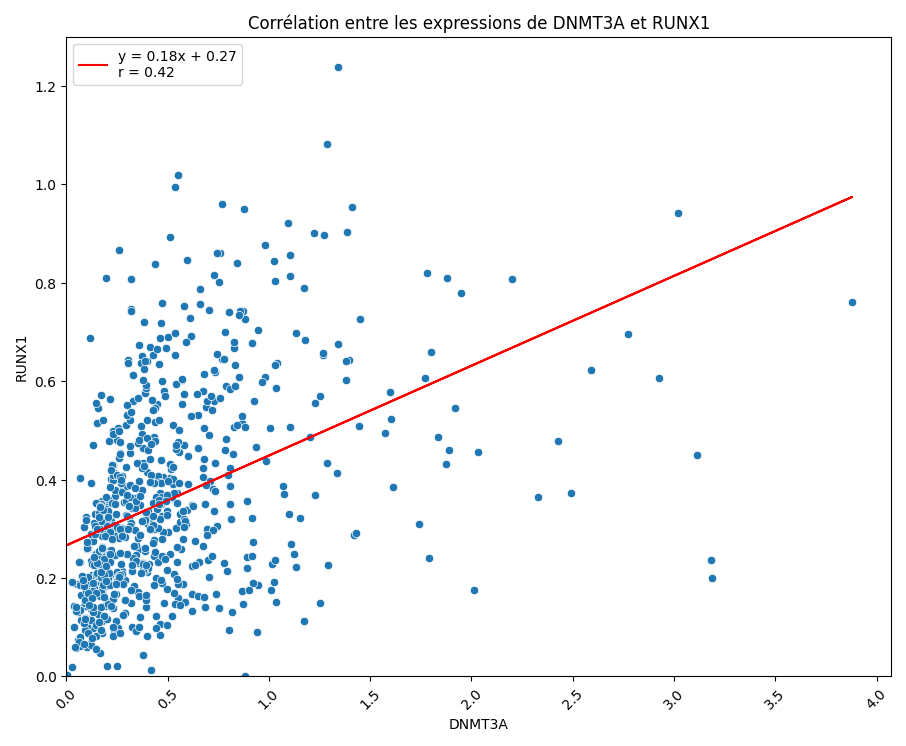 Corrélation entre les expressions de DNMT3A et RUNX1
y = 0.18x + 0.27
r = 0.42
1.2
1.0
0.8
0.6
0.4
0.2
0.0
RUNX1
0.0 0.5 1.0 1.5 2.0 2.5 3.0 3.5 4.0
DNMT3A